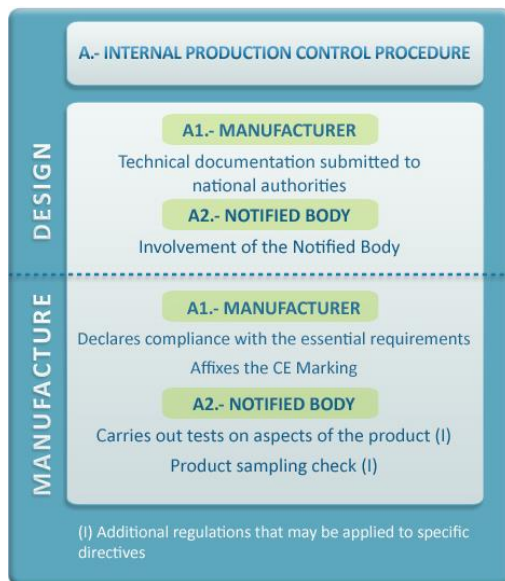 A.- INTERNAL PRODUCTION CONTROL PROCEDURE
DESIGN
A1.- MANUFACTURER
Technical documentation submitted to
national authorities
A2.- NOTIFIED BODY
Involvement of the Notified Body
MANUFACTURE
A1.- MANUFACTURER
Declares compliance with the essential requirements
Affixes the CE Marking
A2.- NOTIFIED BODY
Carries out tests on aspects of the product (I)
Product sampling check (I)
(I) Additional regulations that may be applied to specific
directives